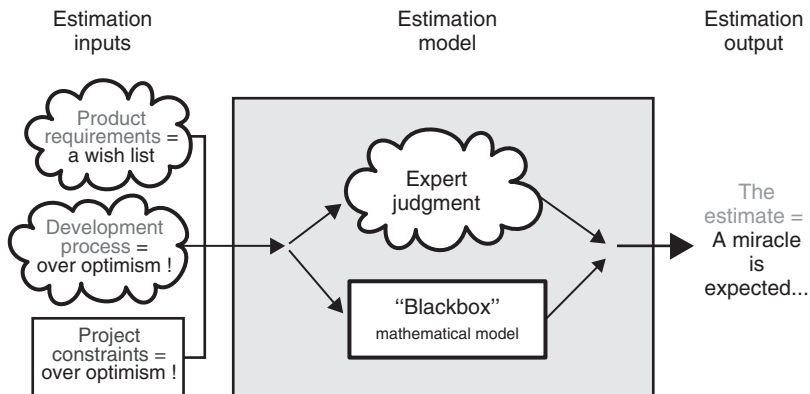 Estimation
inputs
Estimation
model
Estimation
output
Product
requirements =
a wish list
Development
process =
over optimism !
Project
constraints =
over optimism !
Expert
judgment
“Blackbox”
mathematical model
The
estimate =
A miracle
is
expected...